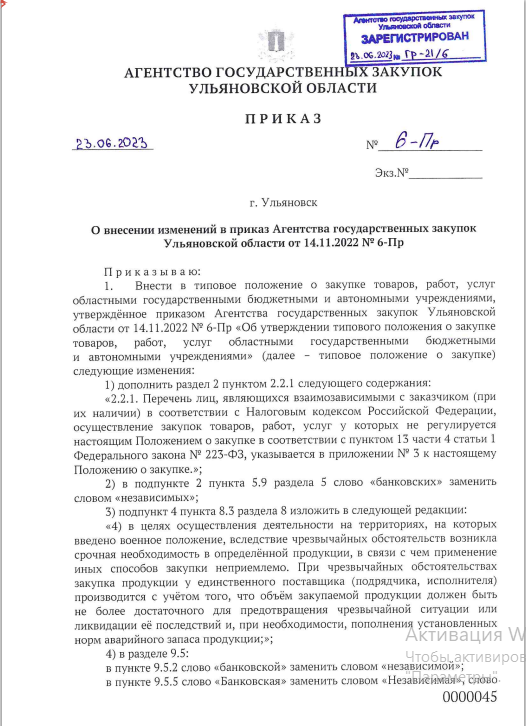 Агентство государственных закупок
Ульяновской области
ЗАРЕГИСТРИРОВАН
23.06.2023 № ГР-21/6
АГЕНТСТВО ГОСУДАРСТВЕННЫХ ЗАКУПОК
УЛЬЯНОВСКОЙ ОБЛАСТИ
П Р И К А З
23.06.2023
№ 6-Пр
Экз.№
г. Ульяновск
О внесении изменений в приказ Агентства государственных закупок
Ульяновской области от 14.11.2022 № 6-Пр
П р и к а з ы в а ю:
1. Внести в типовое положение о закупке товаров, работ, услуг
областными государственными бюджетными и автономными учреждениями,
утверждённое приказом Агентства государственных закупок Ульяновской
области от 14.11.2022 № 6-Пр «Об утверждении типового положения о закупке
товаров, работ, услуг областными государственными бюджетными
и автономными учреждениями» (далее – типовое положение о закупке)
следующие изменения:
1) дополнить раздел 2 пунктом 2.2.1 следующего содержания:
«2.2.1. Перечень лиц, являющихся взаимозависимыми с заказчиком (при
их наличии) в соответствии с Налоговым кодексом Российской Федерации,
осуществление закупок товаров, работ, услуг у которых не регулируется
настоящим Положением о закупке в соответствии с пунктом 13 части 4 статьи 1
Федерального закона № 223-ФЗ, указывается в приложении № 3 к настоящему
Положению о закупке.»;
2) в подпункте 2 пункта 5.9 раздела 5 слово «банковских» заменить
словом «независимых»;
3) подпункт 4 пункта 8.3 раздела 8 изложить в следующей редакции:
«4) в целях осуществления деятельности на территориях, на которых
введено военное положение, вследствие чрезвычайных обстоятельств возникла
срочная необходимость в определённой продукции, в связи с чем применение
иных способов закупки неприемлемо. При чрезвычайных обстоятельствах
закупка продукции у единственного поставщика (подрядчика, исполнителя)
производится с учётом того, что объём закупаемой продукции должен быть
не более достаточного для предотвращения чрезвычайной ситуации или
ликвидации её последствий и, при необходимости, пополнения установленных
норм аварийного запаса продукции;»;
4) в разделе 9.5:
в пункте 9.5.2 слово «банковской» заменить словом «независимой»;
в пункте 9.5.5 слово «Банковская» заменить словом «Независимая», слово
Активация W
Чтобы активиров
"Параметры".
0000045